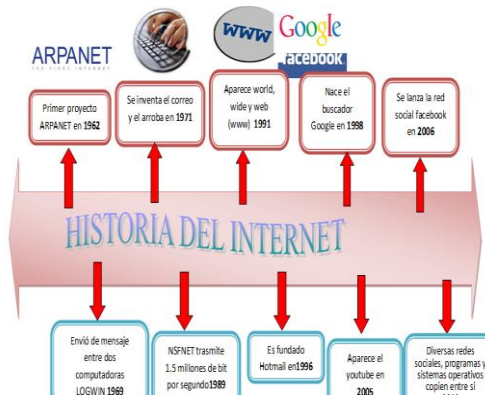 ARPANET
THE FIRST INTERNET
WWW
Google
facebook
Primer proyecto
ARPANET en 1962
Se inventa el correo
y el arroba en 1971
Aparece world,
wide y web
(www) 1991
Nace el
buscador
Google en 1998
Se lanza la red
social facebook
en 2006
HISTORIA DEL INTERNET
Envió de mensaje
entre dos
computadoras
LOGWIN 1969
NSFNET trasmite
1.5 millones de bit
por segundo1989
Es fundado
Hotmail en1996
Aparece el
youtube en
2005
Diversas redes
sociales, programas y
sistemas operativos
copien entre si